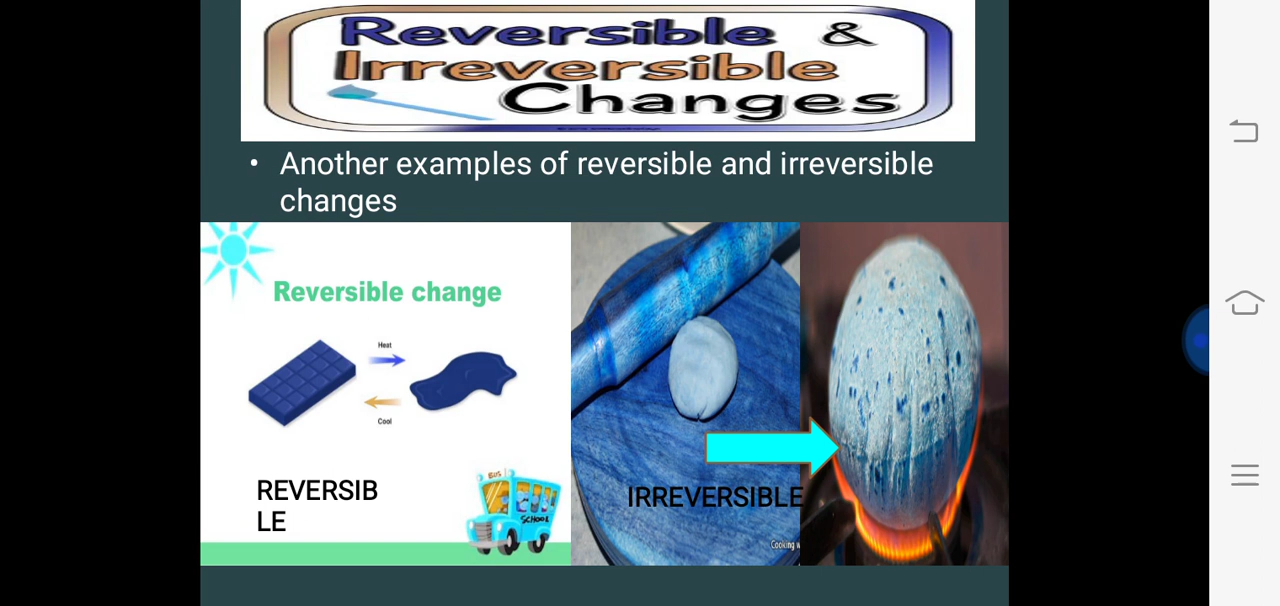 Reversible &
Irreversible
Changes
• Another examples of reversible and irreversible
changes
Reversible change
Heat
Cool
REVERSIB
LE
BUS
SCHOOL
IRREVERSIBLE
Cooking w